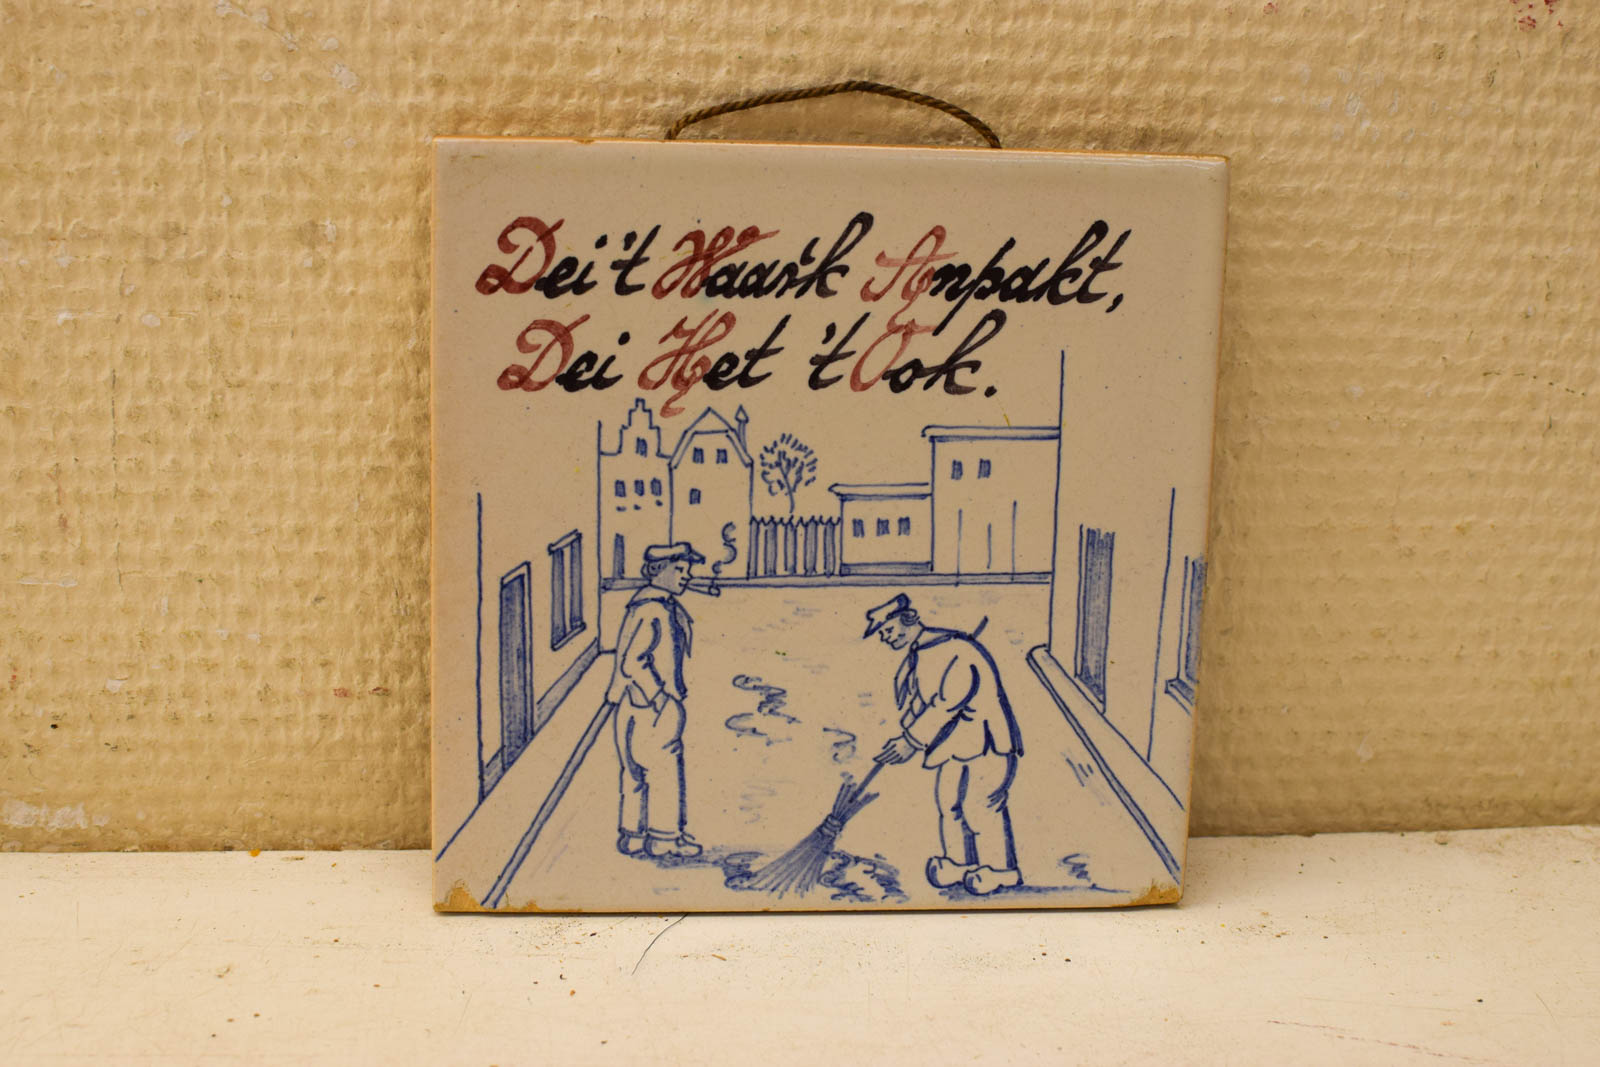 Dei 't Waark Anpakt,
Dei Het 't Ook.